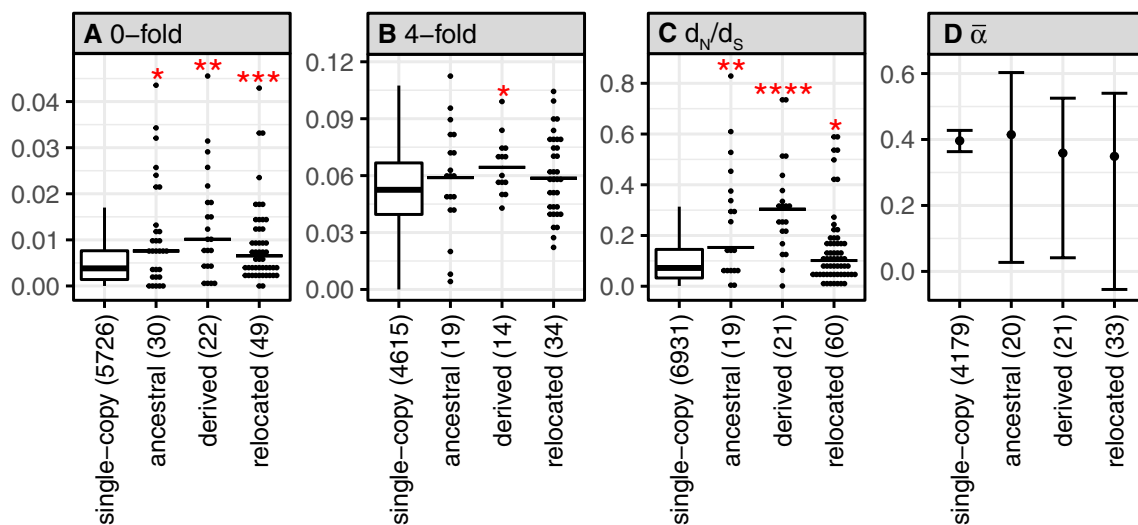 A 0−fold
B 4−fold
C dN/dS
D α̅
0.04
0.03
0.02
0.01
0.00
* ** ***
single−copy (5726)
ancestral (30)
derived (22)
relocated (49)
0.12
0.09
0.06
0.03
0.00
*
single−copy (4615)
ancestral (19)
derived (14)
relocated (34)
0.8
0.6
0.4
0.2
0.0
** **** *
single−copy (6931)
ancestral (19)
derived (21)
relocated (60)
0.6
0.4
0.2
0.0
single−copy (4179)
ancestral (20)
derived (21)
relocated (33)